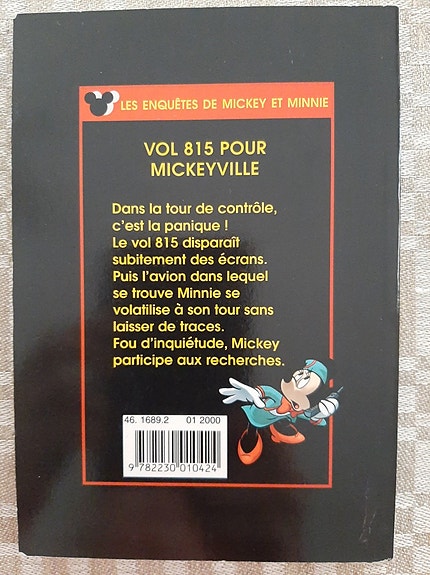 LES ENQUÊTES DE MICKEY ET MINNIE
VOL 815 POUR
MICKEYVILLE
Dans la tour de contrôle,
c'est la panique !
Le vol 815 disparaît
subitement des écrans.
Puis l'avion dans lequel
se trouve Minnie se
volatilise à son tour sans
laisser de traces.
Fou d'inquiétude, Mickey
participe aux recherches.
46. 1689.2 01 2000
9 782230 010424